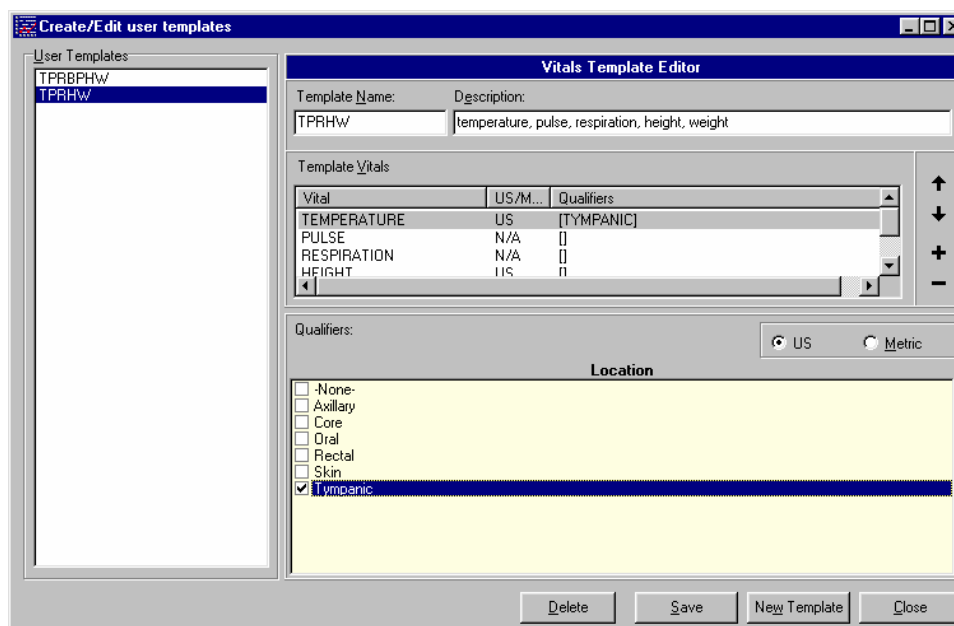 Create/Edit user templates
User Templates
TPRBPHW
TPRHW
Vitals Template Editor
Template Name: Description:
TPRHW temperature, pulse, respiration, height, weight
Template Vitals
Vital US/M... Qualifiers
TEMPERATURE US [TYMPANIC]
PULSE N/A []
RESPIRATION N/A []
HEIGHT US []
Qualifiers:
US Metric
Location
-None-
Axillary
Core
Oral
Rectal
Skin
Tympanic
Delete Save New Template Close